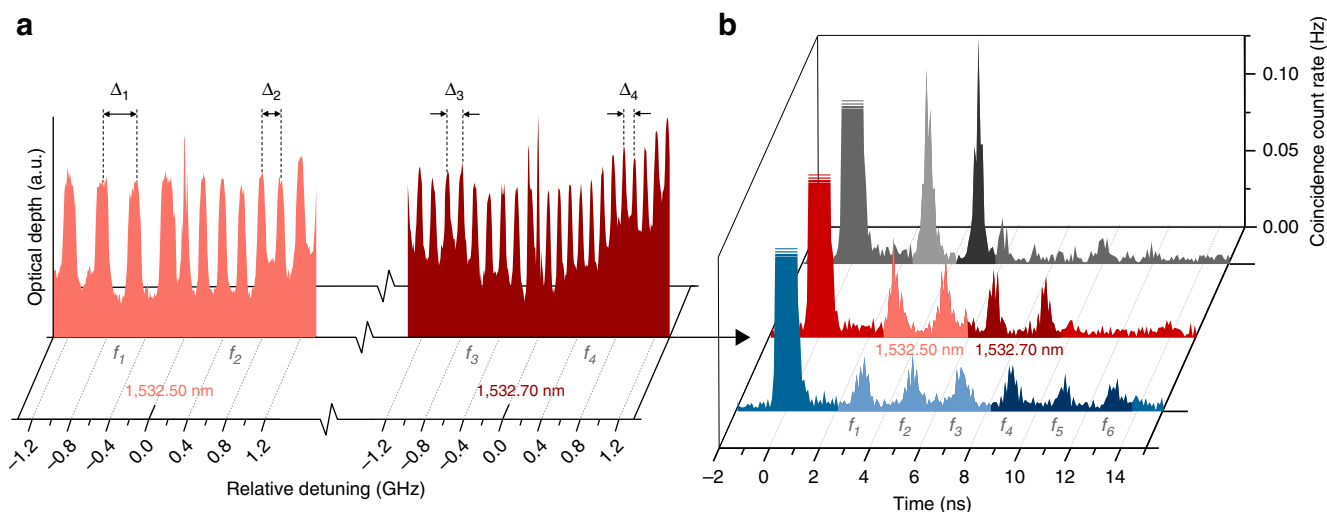 a
Δ1
Δ2
Δ3
Δ4
Optical depth (a.u.)
f1
f2
f3
f4
1,532.50 nm
1,532.70 nm
–1.2
–0.8
–0.4
0.0
0.4
0.8
1.2
–1.2
–0.8
–0.4
0.0
0.4
0.8
1.2
Relative detuning (GHz)
b
0.10
0.05
0.00
Coincidence count rate (Hz)
1,532.50 nm
1,532.70 nm
f1
f2
f3
f4
f5
f6
–2
0
2
4
6
8
10
12
14
Time (ns)